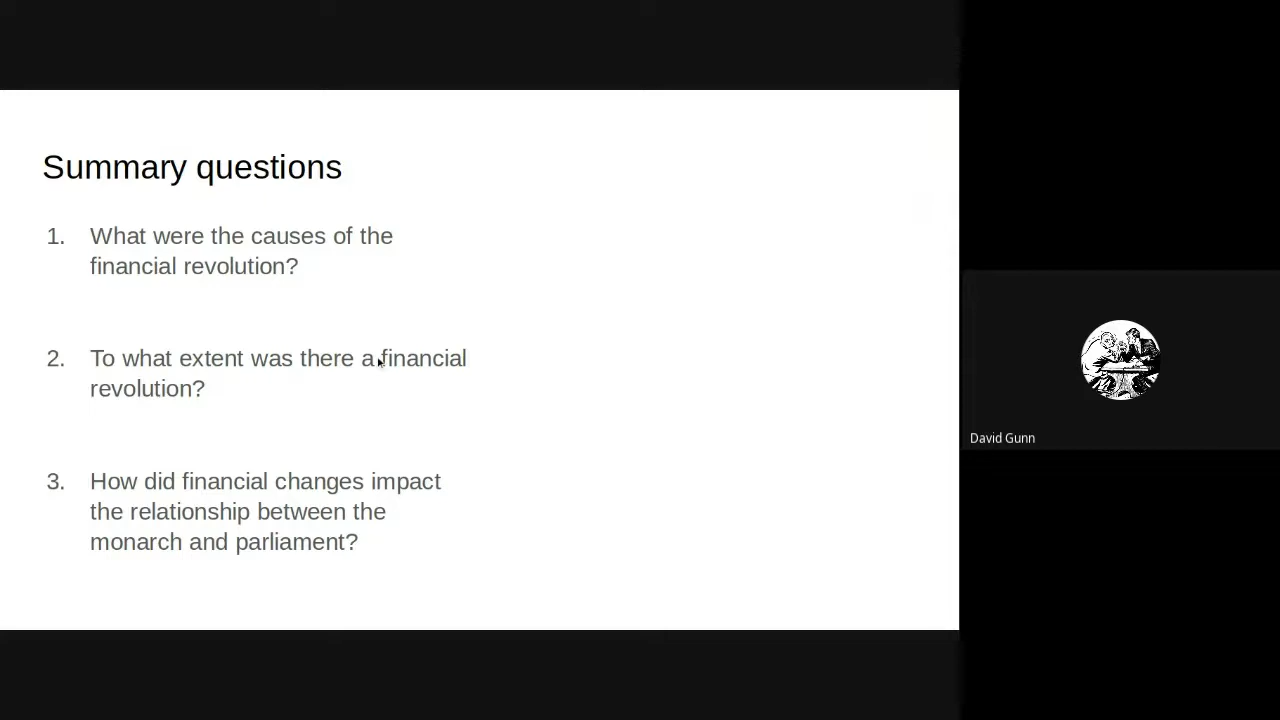 Summary questions
1. What were the causes of the
financial revolution?
2. To what extent was there a financial
revolution?
3. How did financial changes impact
the relationship between the
monarch and parliament?
David Gunn